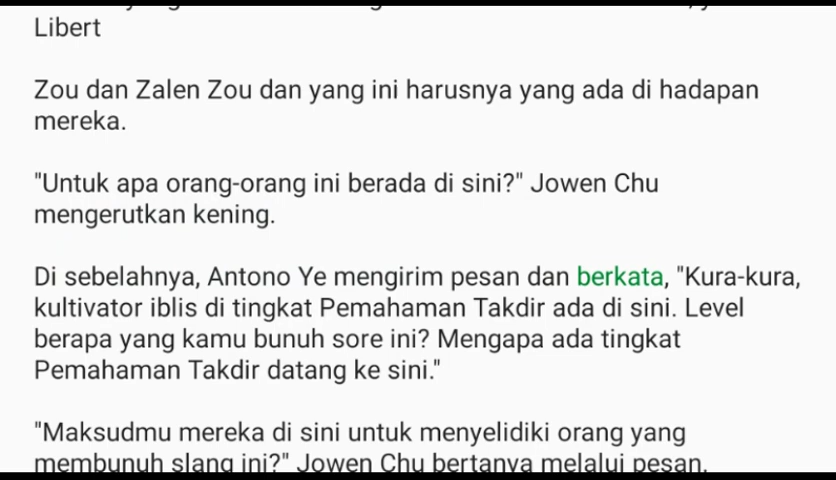 Libert
Zou dan Zalen Zou dan yang ini harusnya yang ada di hadapan
mereka.
"Untuk apa orang-orang ini berada di sini?" Jowen Chu
mengerutkan kening.
Di sebelahnya, Antono Ye mengirim pesan dan berkata, "Kura-kura,
kultivator iblis di tingkat Pemahaman Takdir ada di sini. Level
berapa yang kamu bunuh sore ini? Mengapa ada tingkat
Pemahaman Takdir datang ke sini."
"Maksudmu mereka di sini untuk menyelidiki orang yang
membunuh slang ini?" Jowen Chu bertanya melalui pesan.